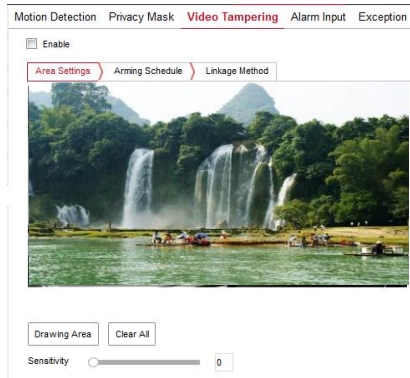 Motion Detection Privacy Mask Video Tampering Alarm Input Exception
Enable
Area Settings Arming Schedule Linkage Method
Drawing Area Clear All
Sensitivity 0